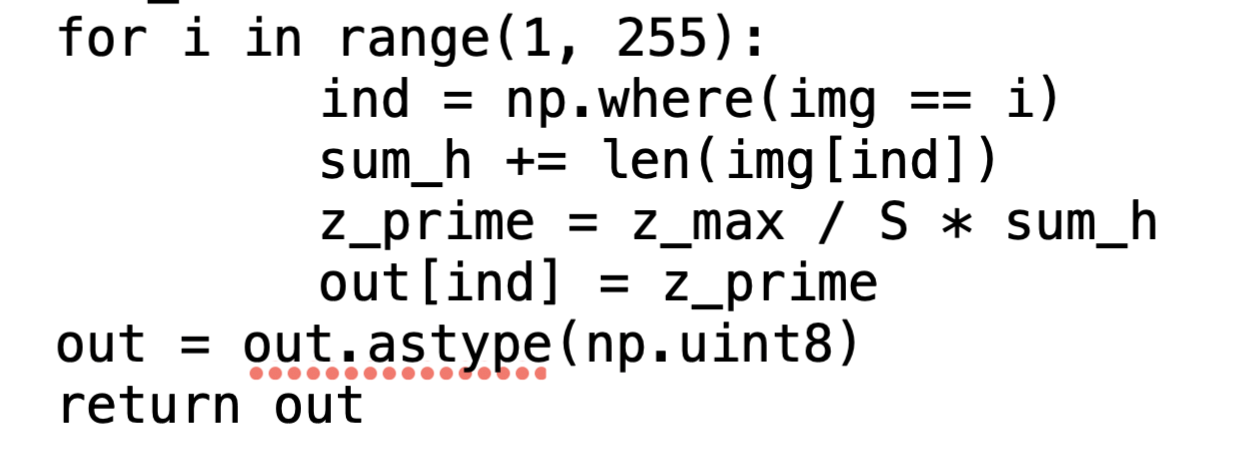 for i in range(1, 255):
ind = np.where(img == i)
sum_h += len(img[ind])
z_prime = z_max / S * sum_h
out[ind] = z_prime
out = out.astype(np.uint8)
return out